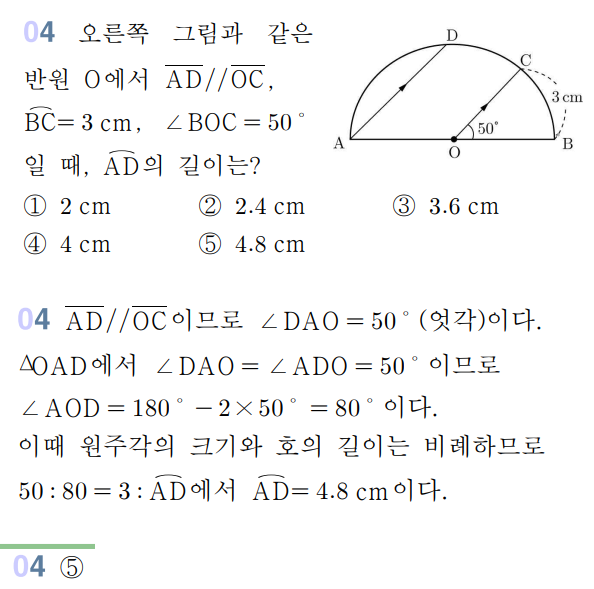 04 오른쪽 그림과 같은
반원 O에서 AD//OC,
BC= 3 cm, ∠BOC = 50°
일 때, AD의 길이는?
D
C
3 cm
50°
A
O
B
① 2 cm ② 2.4 cm ③ 3.6 cm
④ 4 cm ⑤ 4.8 cm
04 AD//OC이므로 ∠DAO = 50° (엇각)이다.
△OAD에서 ∠DAO = ∠ADO = 50° 이므로
∠AOD = 180° - 2×50° = 80° 이다.
이때 원주각의 크기와 호의 길이는 비례하므로
50 : 80 = 3 : AD에서 AD= 4.8 cm이다.
04 ⑤